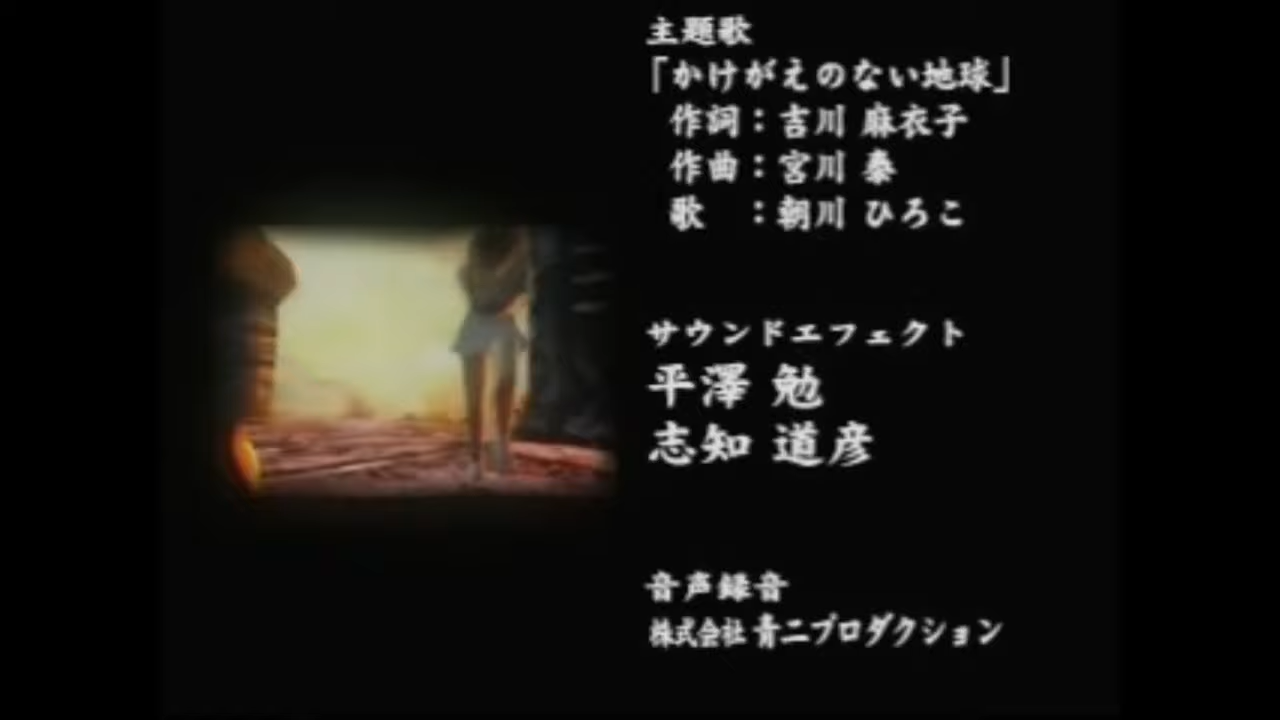 主題歌
「かけがえのない地球」
作詞：吉川 麻衣子
作曲：宮川 泰
歌　：朝川 ひろこ
サウンドエフェクト
平澤 勉
志知 道彦
音声録音
株式会社 青二プロダクション